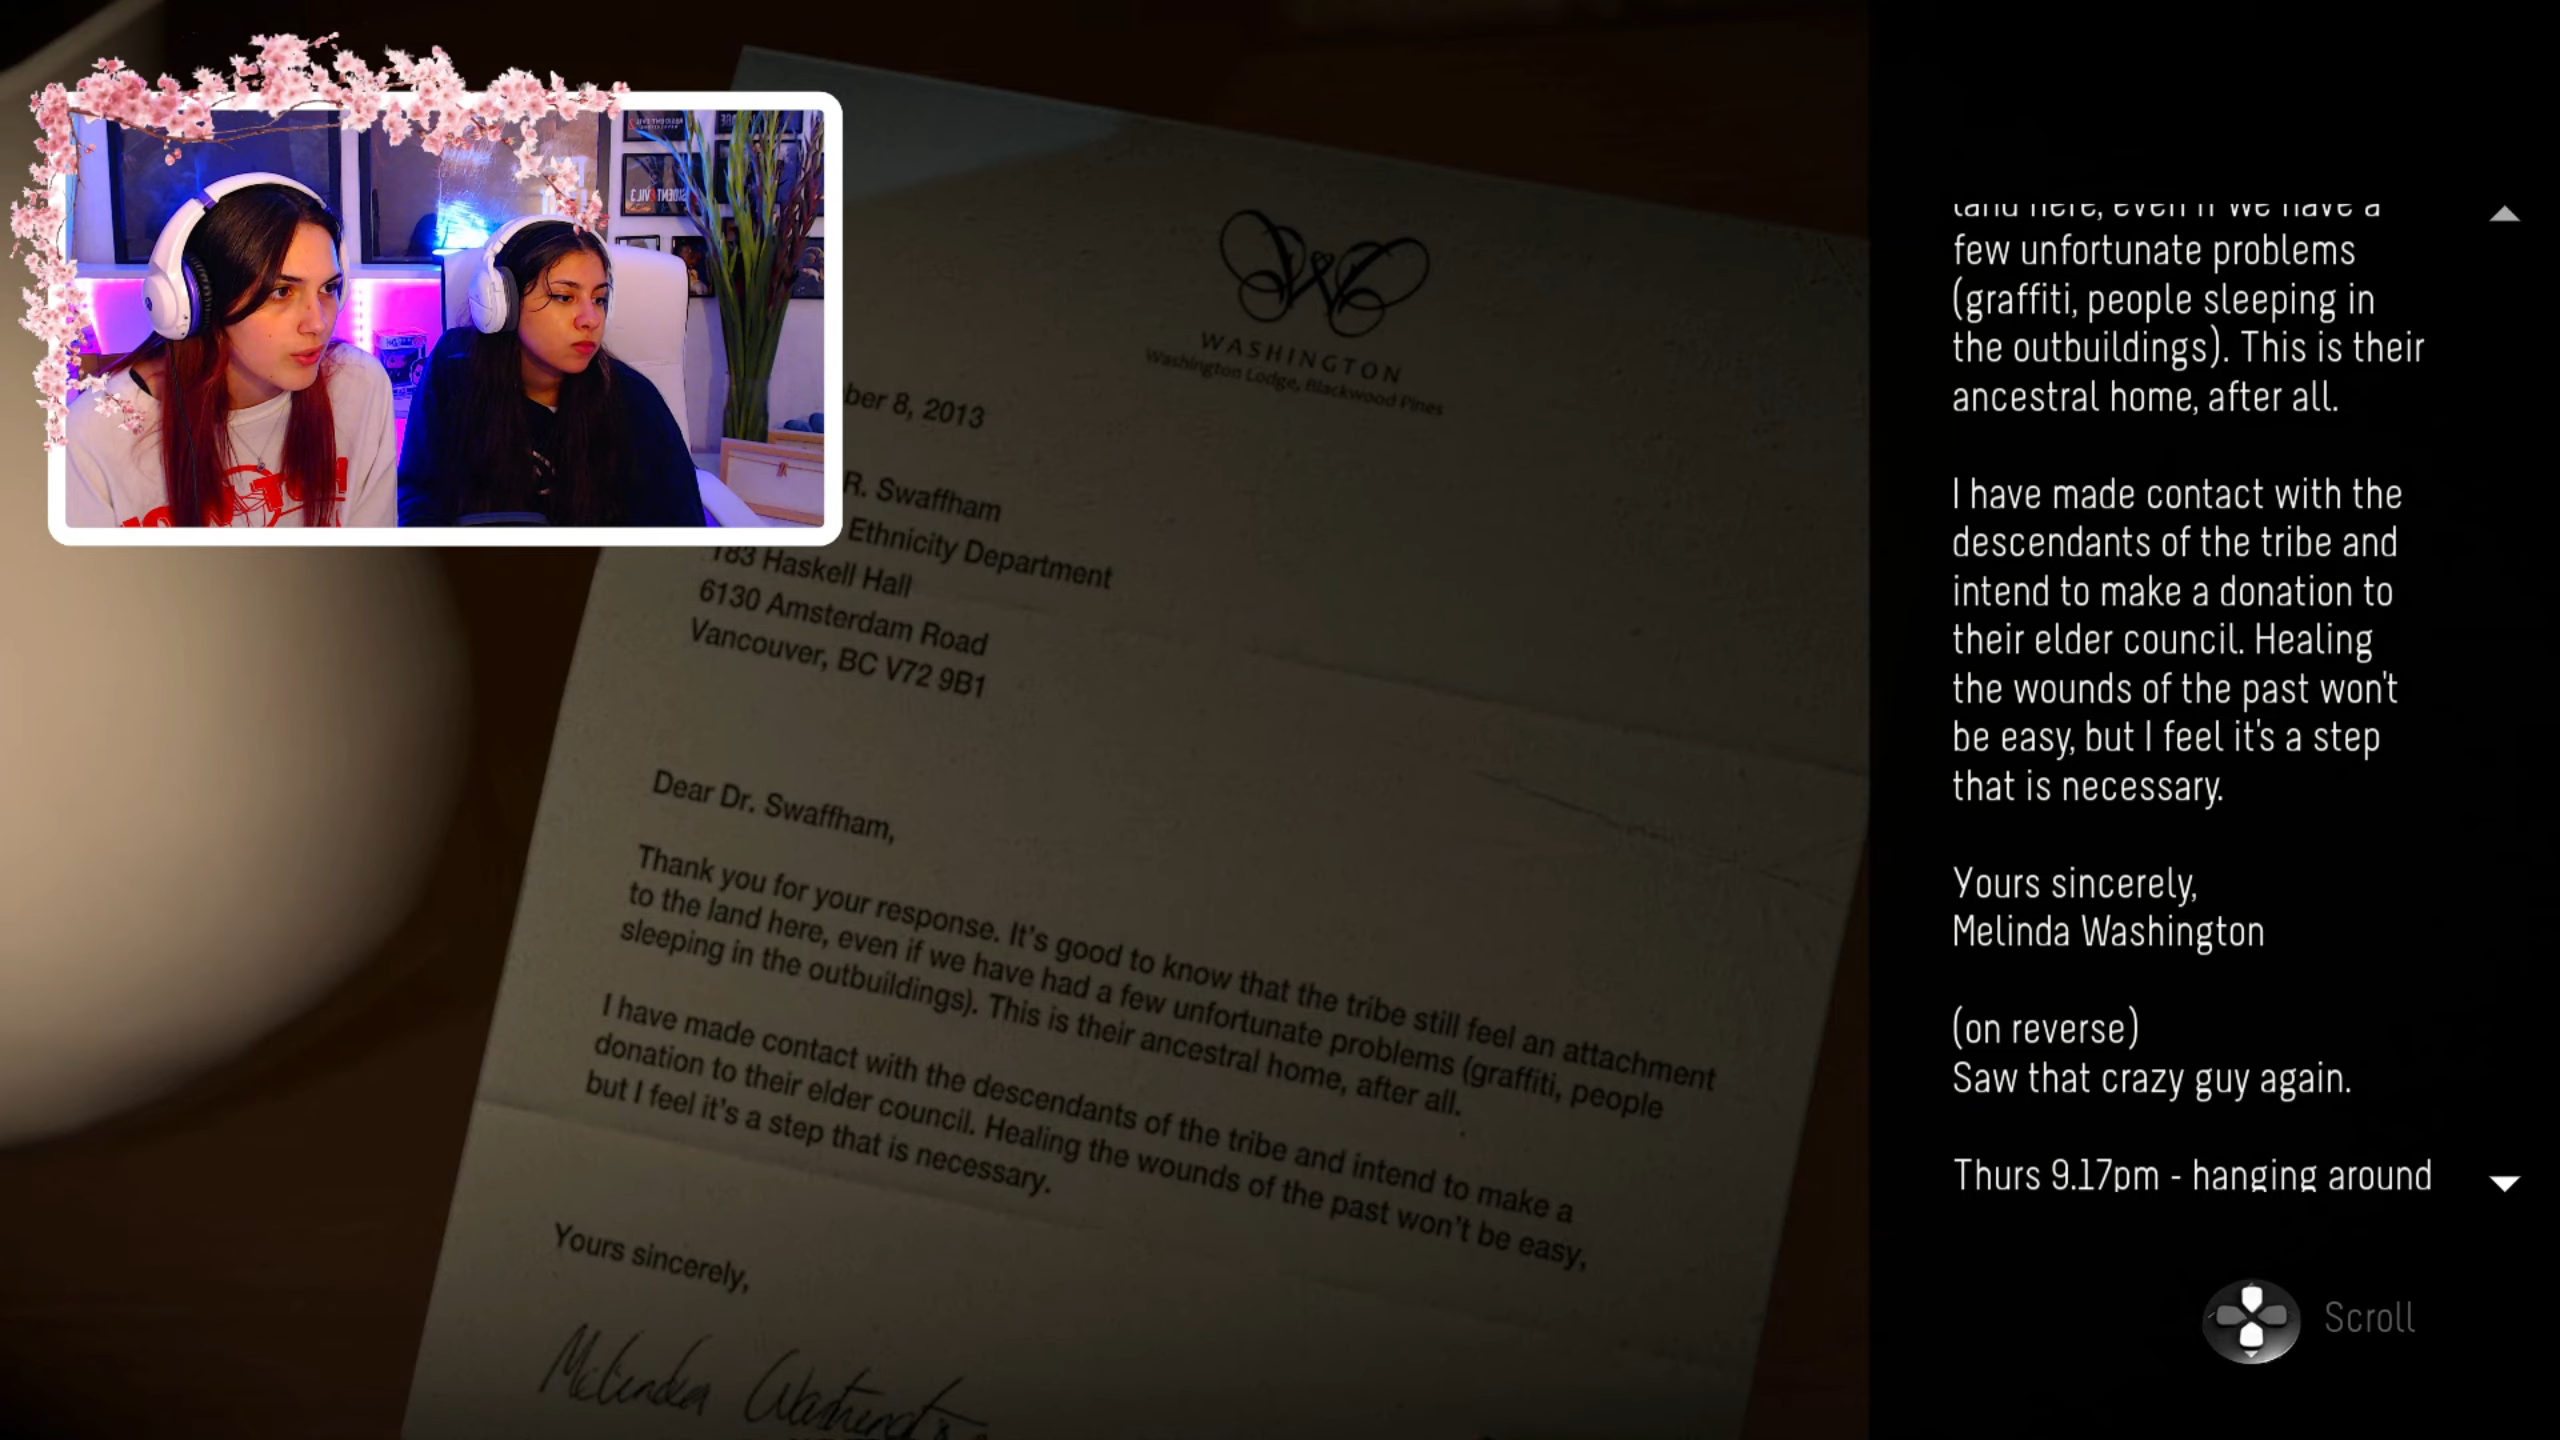 WASHINGTON
Washington Lodge, Blackwood Pines
ber 8, 2013
R. Swaffham
Ethnicity Department
183 Haskell Hall
6130 Amsterdam Road
Vancouver, BC V72 9B1
Dear Dr. Swaffham,
Thank you for your response. It's good to know that the tribe still feel an attachment
to the land here, even if we have had a few unfortunate problems (graffiti, people
sleeping in the outbuildings). This is their ancestral home, after all.
I have made contact with the descendants of the tribe and intend to make a
donation to their elder council. Healing the wounds of the past won't be easy,
but I feel it's a step that is necessary.
Yours sincerely,
Melinda Washington
land here, even if we have a
few unfortunate problems
(graffiti, people sleeping in
the outbuildings). This is their
ancestral home, after all.
I have made contact with the
descendants of the tribe and
intend to make a donation to
their elder council. Healing
the wounds of the past won't
be easy, but I feel it's a step
that is necessary.
Yours sincerely,
Melinda Washington
(on reverse)
Saw that crazy guy again.
Thurs 9.17pm - hanging around
Scroll